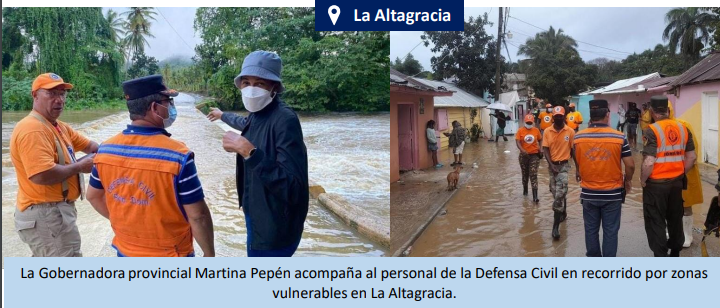 La Altagracia
La Gobernadora provincial Martina Pepén acompaña al personal de la Defensa Civil en recorrido por zonas
vulnerables en La Altagracia.